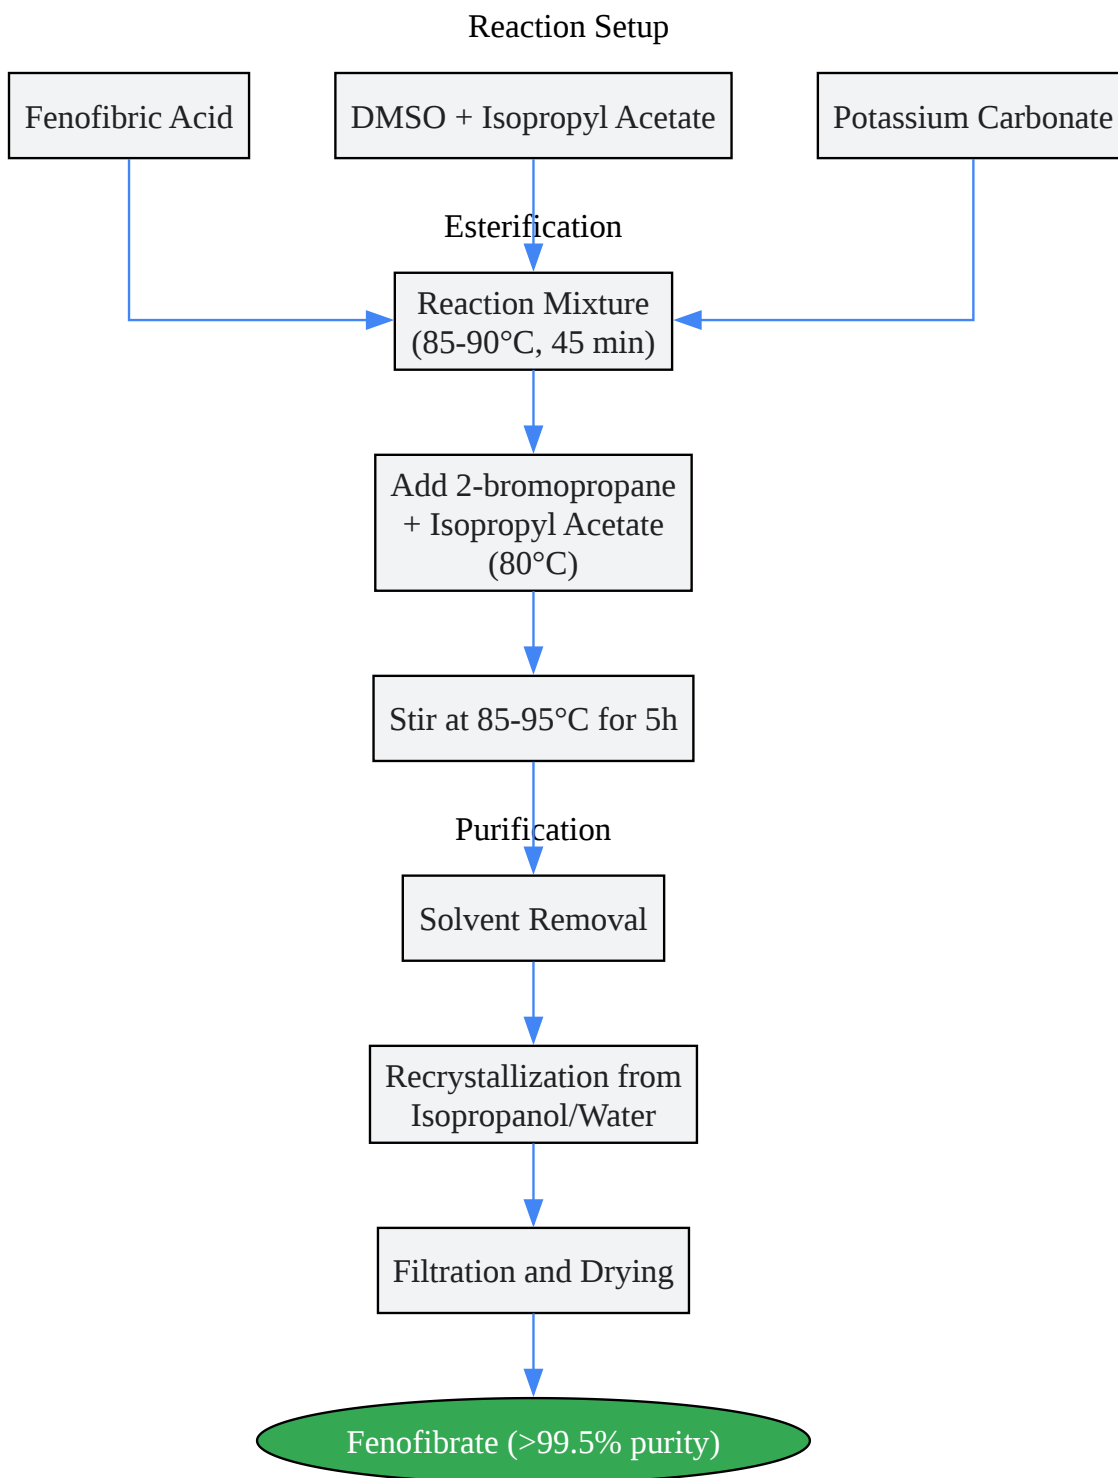 Reaction Setup
Fenofibric Acid
DMSO + Isopropyl Acetate
Potassium Carbonate
Esterification
Reaction Mixture
(85-90°C, 45 min)
Add 2-bromopropane
+ Isopropyl Acetate
(80°C)
Stir at 85-95°C for 5h
Purification
Solvent Removal
Recrystallization from
Isopropanol/Water
Filtration and Drying
Fenofibrate (>99.5% purity)